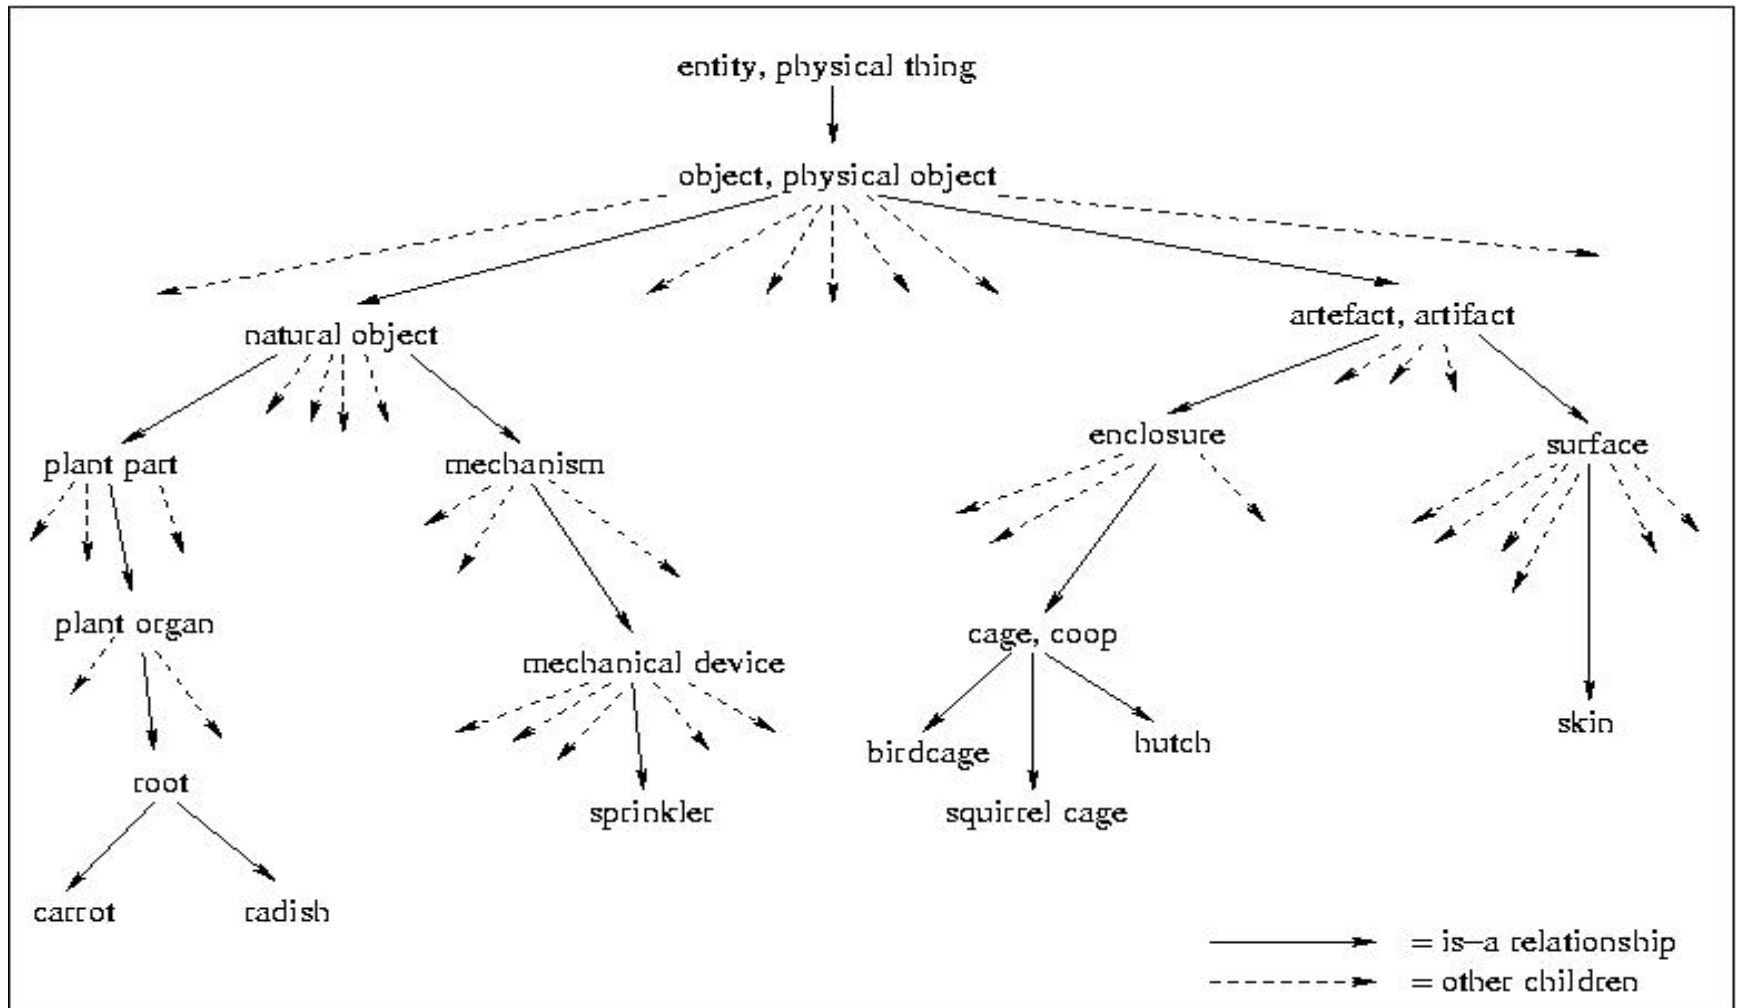 entity, physical thing
object, physical object
natural object
artefact, artifact
plant part
mechanism
enclosure
surface
plant organ
mechanical device
cage, coop
skin
root
sprinkler
birdcage
squirrel cage
hutch
carrot
radish
= is-a relationship
= other children